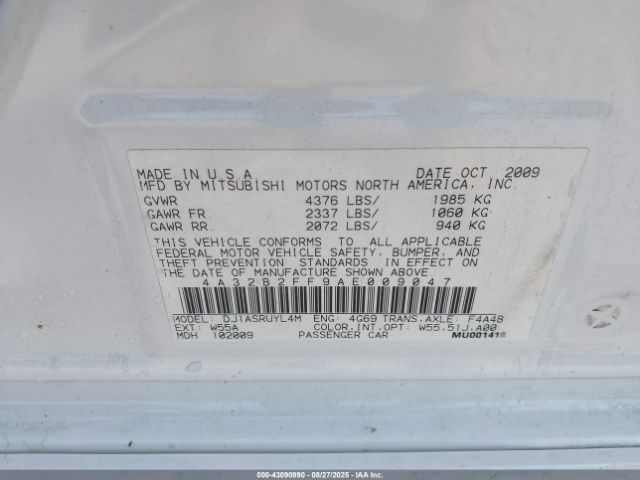 MADE IN U.S.A. DATE OCT 2009
MFD BY MITSUBISHI MOTORS NORTH AMERICA, INC.
GVWR 4376 LBS/ 1985 KG
GAWR FR. 2337 LBS/ 1060 KG
GAWR RR. 2072 LBS/ 940 KG
THIS VEHICLE CONFORMS TO ALL APPLICABLE
FEDERAL MOTOR VEHICLE SAFETY, BUMPER, AND
THEFT PREVENTION STANDARDS IN EFFECT ON
THE DATE OF MANUFACTURE SHOWN ABOVE.
4A32B2FF9AE009047
MODEL: DJ1ASRUYL4M ENG: 4G69 TRANS.AXLE: F4A4B
EXT: W55A COLOR.INT.OPT: W55.51J.A00
MDH 102009 PASSENGER CAR MU00141
000-43090990 - 08/27/2025 - IAA Inc. - Copyright